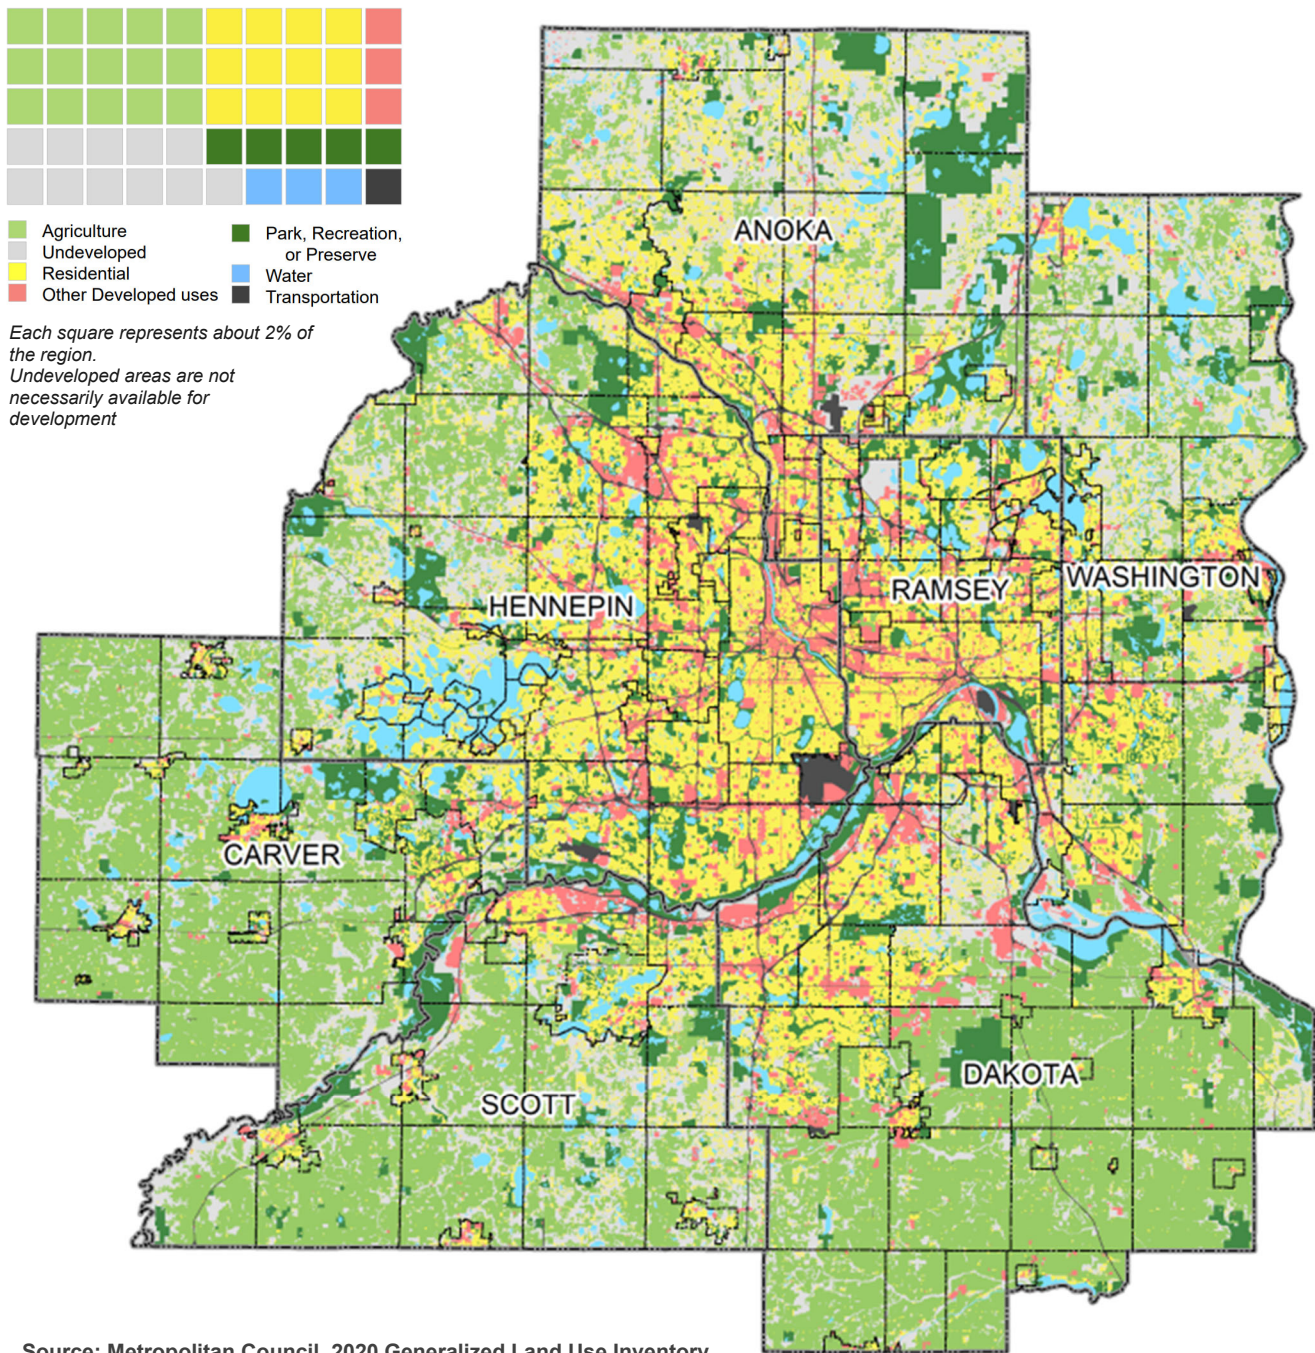 Agriculture
Undeveloped
Residential
Other Developed uses
Park, Recreation,
or Preserve
Water
Transportation
Each square represents about 2% of
the region.
Undeveloped areas are not
necessarily available for
development
ANOKA
HENNEPIN
RAMSEY
WASHINGTON
CARVER
SCOTT
DAKOTA
Source: Metropolitan Council, 2020 Generalized Land Use Inventory